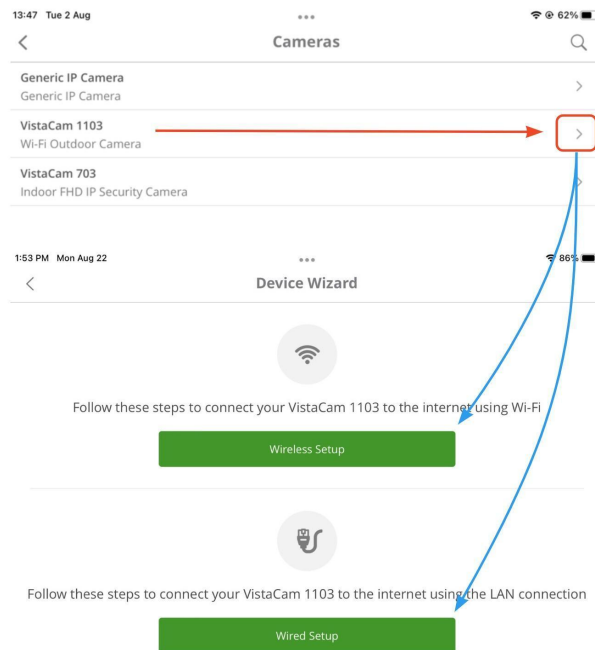 13:47 Tue 2 Aug
62%
Cameras
Generic IP Camera
Generic IP Camera
VistaCam 1103
Wi-Fi Outdoor Camera
VistaCam 703
Indoor FHD IP Security Camera
1:53 PM Mon Aug 22
86%
Device Wizard
Follow these steps to connect your VistaCam 1103 to the internet using Wi-Fi
Wireless Setup
Follow these steps to connect your VistaCam 1103 to the internet using the LAN connection
Wired Setup